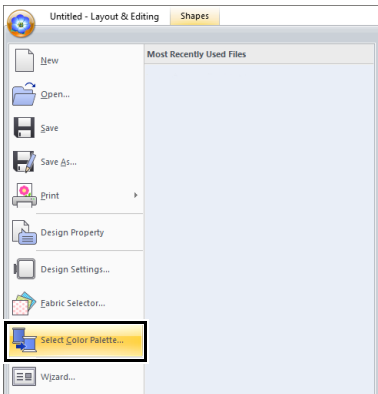 Untitled - Layout & Editing Shapes
Most Recently Used Files
New
Open...
Save
Save As...
Print
Design Property
Design Settings...
Fabric Selector...
Select Color Palette...
Wizard...